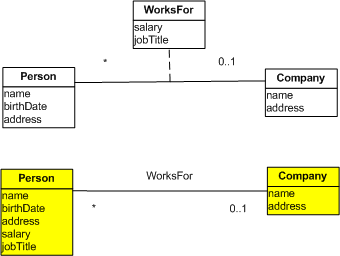 WorksFor
salary
jobTitle
* 0..1
Person
name
birthDate
address
Company
name
address
Person
name
birthDate
address
salary
jobTitle
WorksFor
* 0..1
Company
name
address